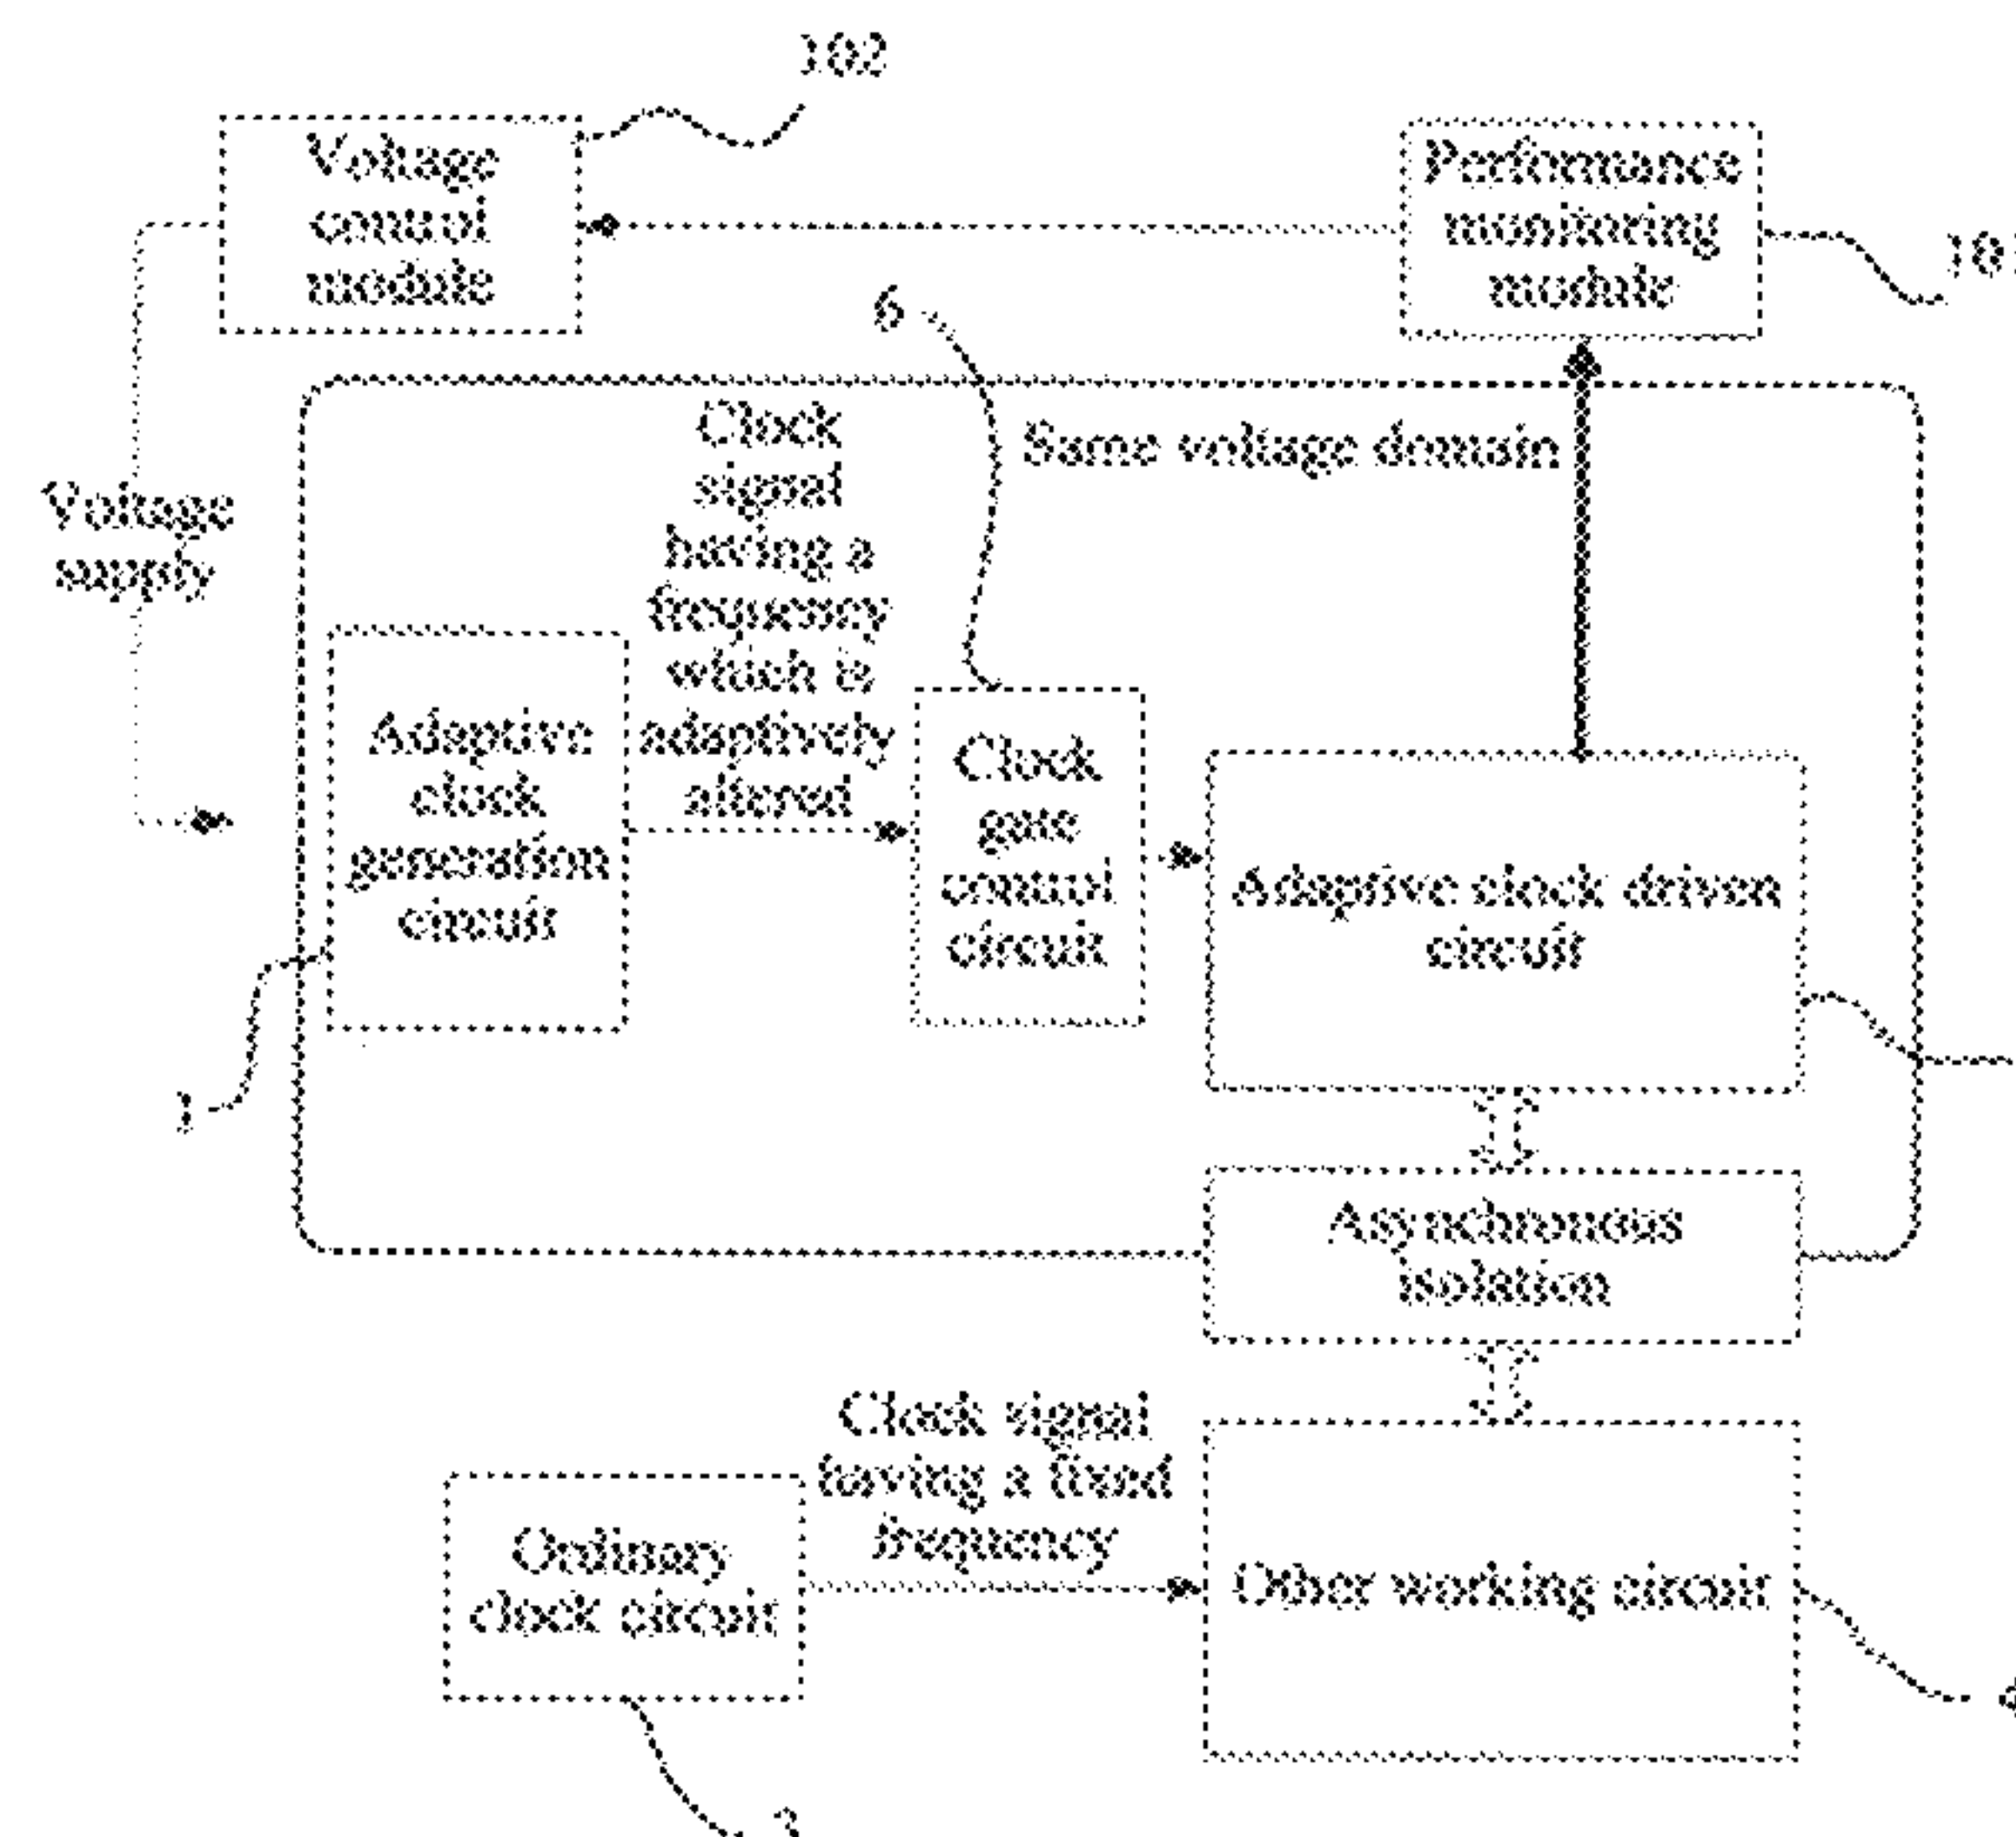 102
Voltage
control
module
Performance
monitoring
module
6
Clock
signal
having a
frequency
which is
adaptively
altered
Same voltage domain
Voltage
supply
Adaptive
clock
generation
circuit
Clock
gate
control
circuit
Adaptive clock driven
circuit
1
Asynchronous
isolation
Clock signal
having a fixed
frequency
Ordinary
clock circuit
Other working circuit